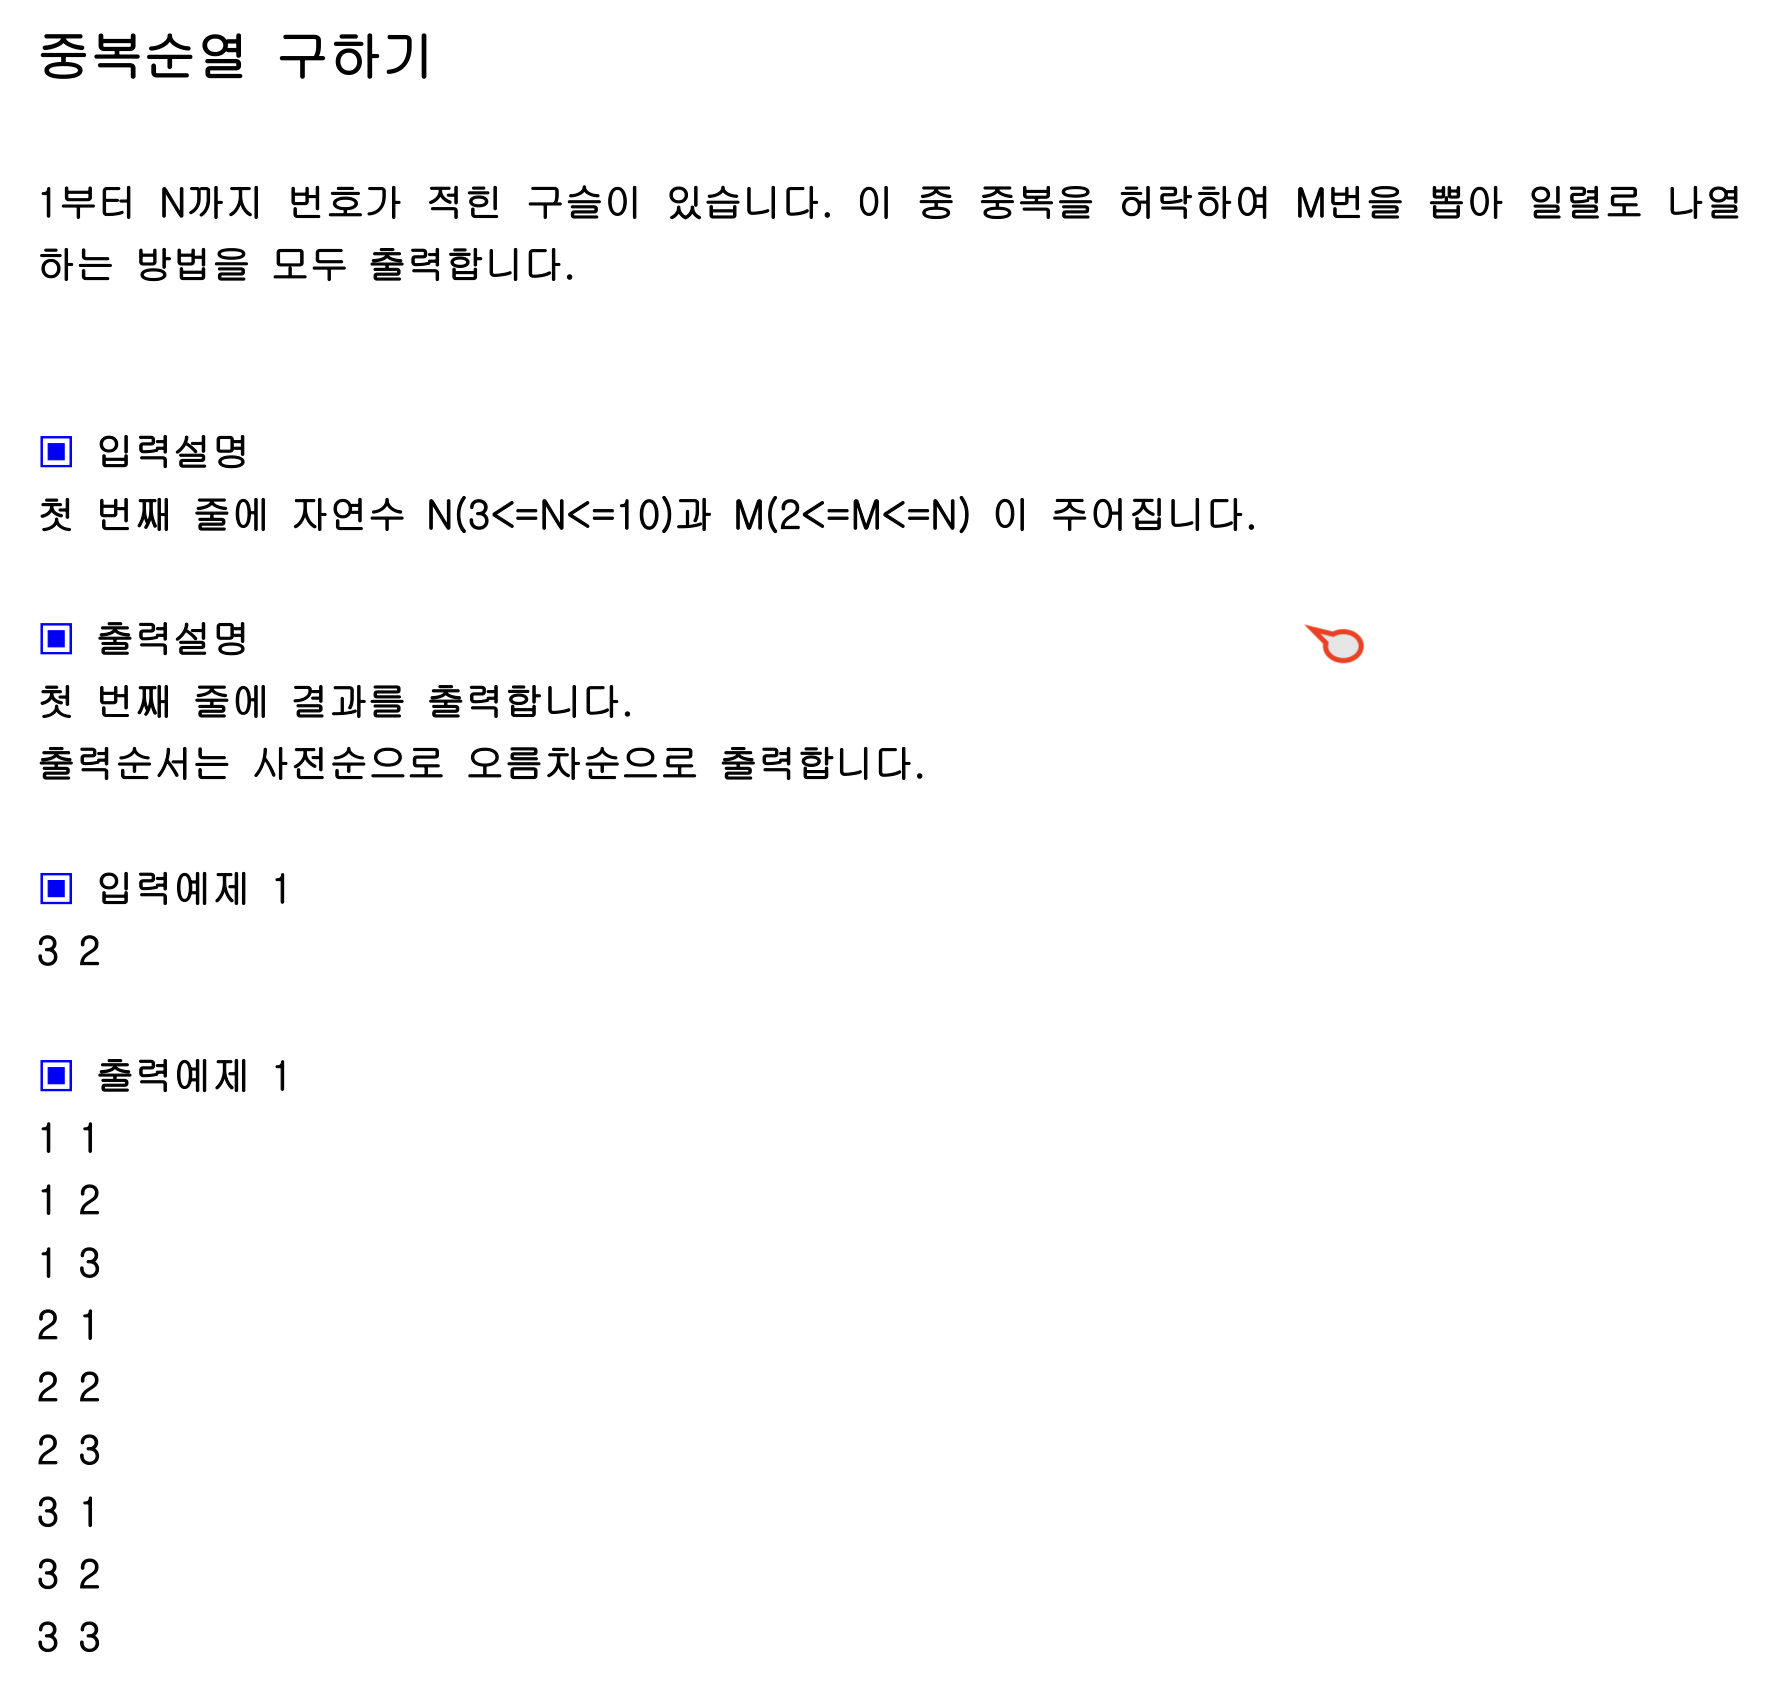 중복순열 구하기
1부터 N까지 번호가 적힌 구슬이 있습니다. 이 중 중복을 허락하여 M번을 뽑아 일렬로 나열
하는 방법을 모두 출력합니다.
▣ 입력설명
첫 번째 줄에 자연수 N(3<=N<=10)과 M(2<=M<=N) 이 주어집니다.
▣ 출력설명
첫 번째 줄에 결과를 출력합니다.
출력순서는 사전순으로 오름차순으로 출력합니다.
▣ 입력예제 1
3 2
▣ 출력예제 1
1 1
1 2
1 3
2 1
2 2
2 3
3 1
3 2
3 3